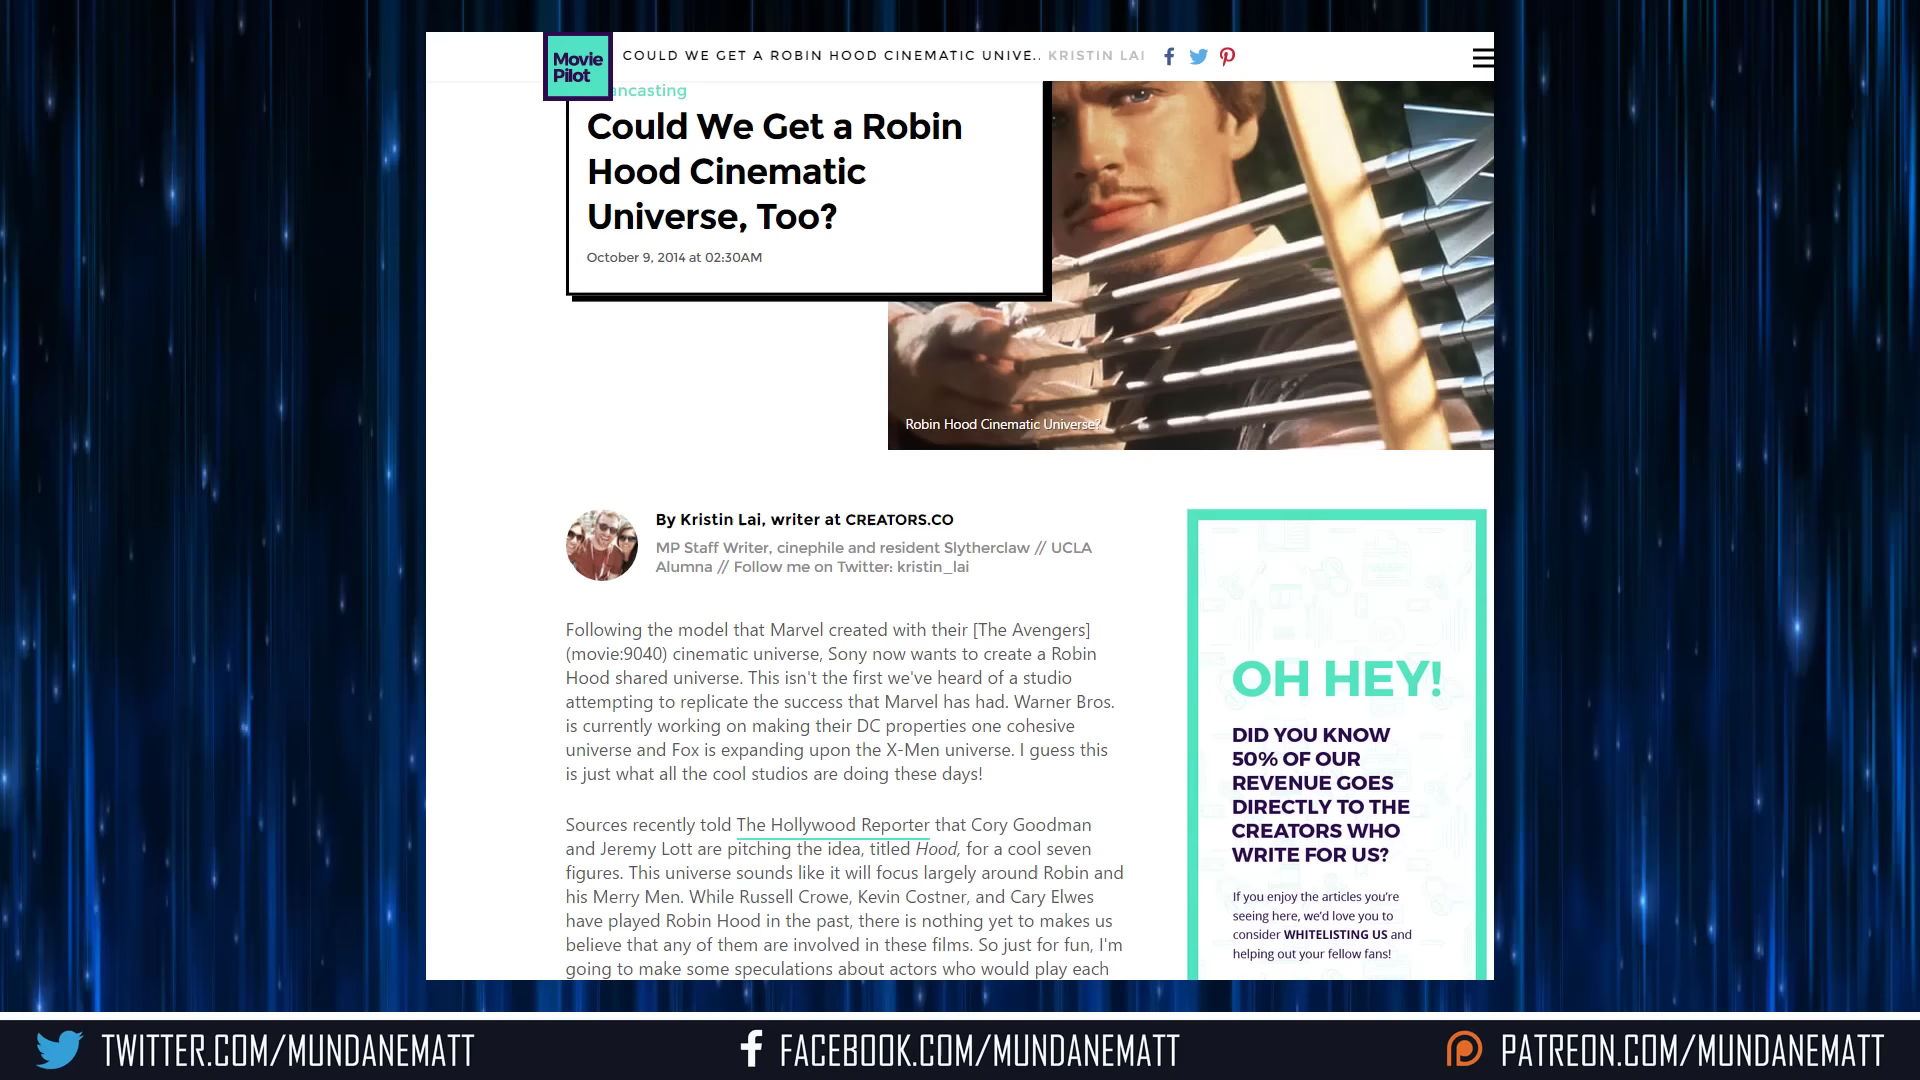 Movie
Pilot
COULD WE GET A ROBIN HOOD CINEMATIC UNIVE.. KRISTIN LAI
ancasting
Could We Get a Robin
Hood Cinematic
Universe, Too?
October 9, 2014 at 02:30AM
Robin Hood Cinematic Universe?
By Kristin Lai, writer at CREATORS.CO
MP Staff Writer, cinephile and resident Slytherclaw // UCLA
Alumna // Follow me on Twitter: kristin_lai
Following the model that Marvel created with their [The Avengers]
(movie:9040) cinematic universe, Sony now wants to create a Robin
Hood shared universe. This isn't the first we've heard of a studio
attempting to replicate the success that Marvel has had. Warner Bros.
is currently working on making their DC properties one cohesive
universe and Fox is expanding upon the X-Men universe. I guess this
is just what all the cool studios are doing these days!
Sources recently told The Hollywood Reporter that Cory Goodman
and Jeremy Lott are pitching the idea, titled Hood, for a cool seven
figures. This universe sounds like it will focus largely around Robin and
his Merry Men. While Russell Crowe, Kevin Costner, and Cary Elwes
have played Robin Hood in the past, there is nothing yet to makes us
believe that any of them are involved in these films. So just for fun, I'm
going to make some speculations about actors who would play each
OH HEY!
DID YOU KNOW
50% OF OUR
REVENUE GOES
DIRECTLY TO THE
CREATORS WHO
WRITE FOR US?
If you enjoy the articles you're
seeing here, we'd love you to
consider WHITELISTING US and
helping out your fellow fans!
TWITTER.COM/MUNDANEMATT
FACEBOOK.COM/MUNDANEMATT
PATREON.COM/MUNDANEMATT